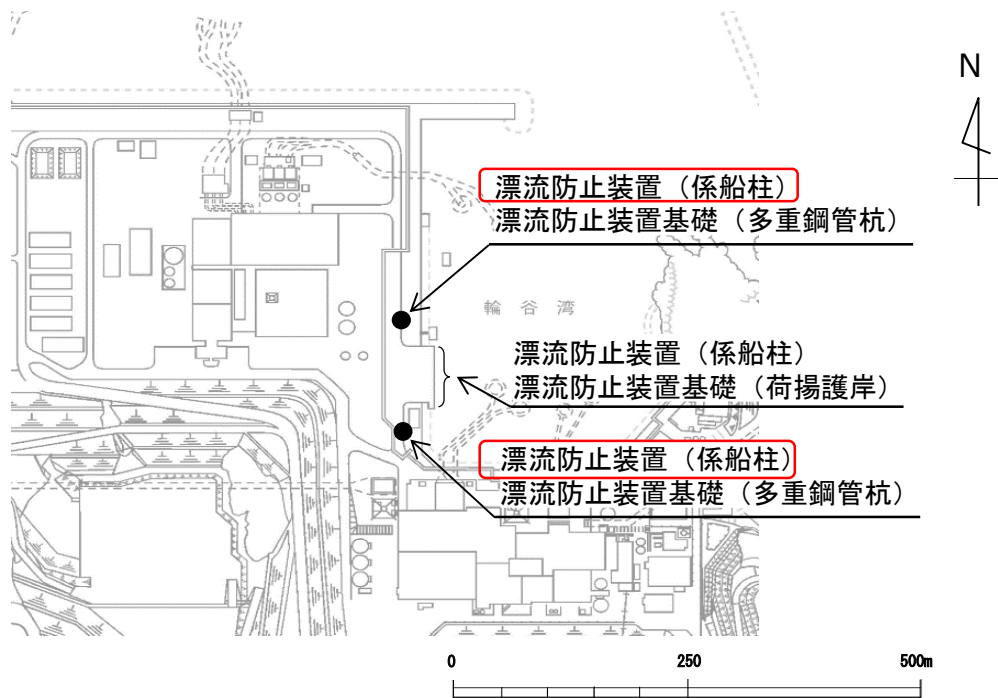 N
漂流防止装置（係船柱）
漂流防止装置基礎（多重鋼管杭）
輪谷湾
漂流防止装置（係船柱）
漂流防止装置基礎（荷揚護岸）
漂流防止装置（係船柱）
漂流防止装置基礎（多重鋼管杭）
0 250 500m